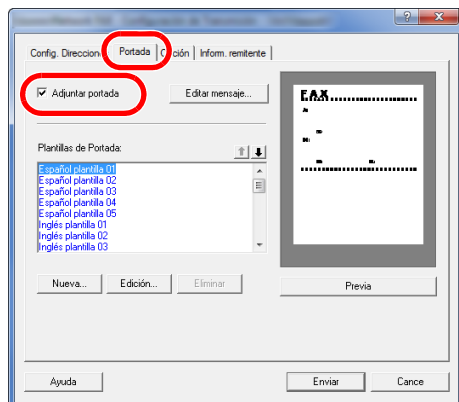 Config. Direccion
Portada
ción
Inform. remitente
Adjuntar portada
Editar mensaje...
Plantillas de Portada:
Español plantilla 01
Español plantilla 02
Español plantilla 03
Español plantilla 04
Español plantilla 05
Inglés plantilla 01
Inglés plantilla 02
Inglés plantilla 03
Nueva...
Edición...
Eliminar
FAX
Previa
Ayuda
Enviar
Cance